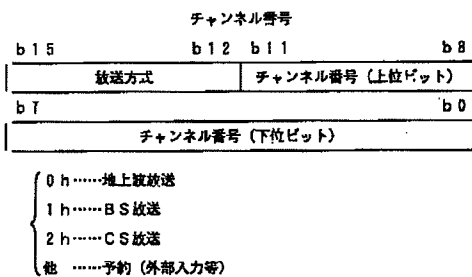 チャンネル番号
b15 b12 b11 b8
放送方式 チャンネル番号 (上位ビット)
b7 b0
チャンネル番号 (下位ビット)
0h……地上波放送
1h……BS放送
2h……CS放送
他 ……予約 (外部入力等)